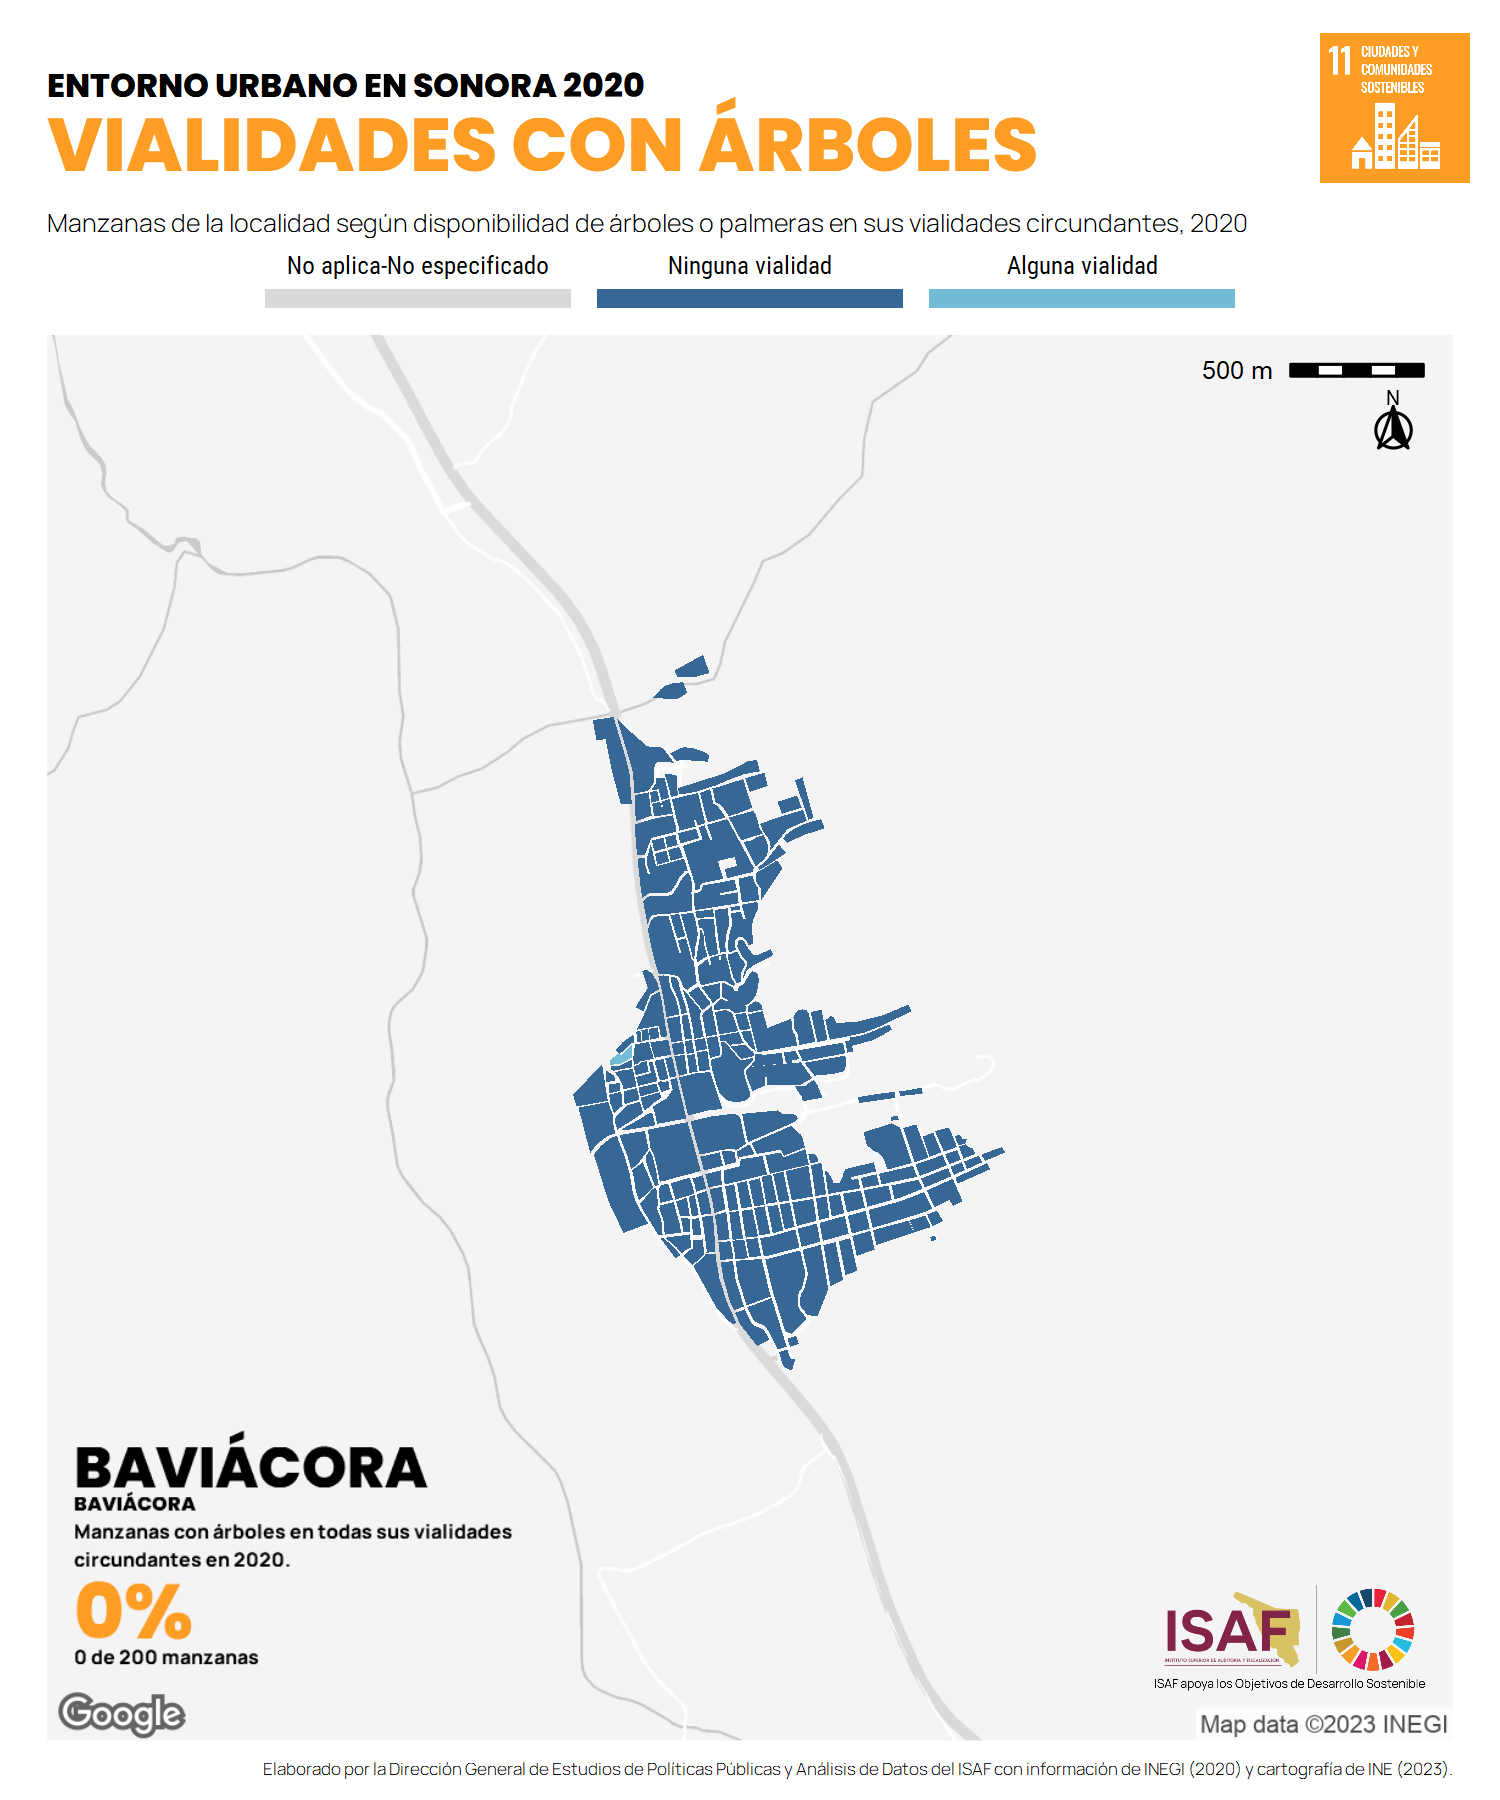 ENTORNO URBANO EN SONORA 2020
VIALIDADES CON ÁRBOLES
11 CIUDADES Y
COMUNIDADES
SOSTENIBLES
Manzanas de la localidad según disponibilidad de árboles o palmeras en sus vialidades circundantes, 2020
No aplica-No especificado
Ninguna vialidad
Alguna vialidad
500 m
N
BAVIÁCORA
BAVIÁCORA
Manzanas con árboles en todas sus vialidades
circundantes en 2020.
0%
0 de 200 manzanas
Google
ISAF
INSTITUTO SUPERIOR DE AUDITORÍA Y FISCALIZACIÓN
ISAF apoya los Objetivos de Desarrollo Sostenible
Map data ©2023 INEGI
Elaborado por la Dirección General de Estudios de Políticas Públicas y Análisis de Datos del ISAF con información de INEGI (2020) y cartografía de INE (2023).